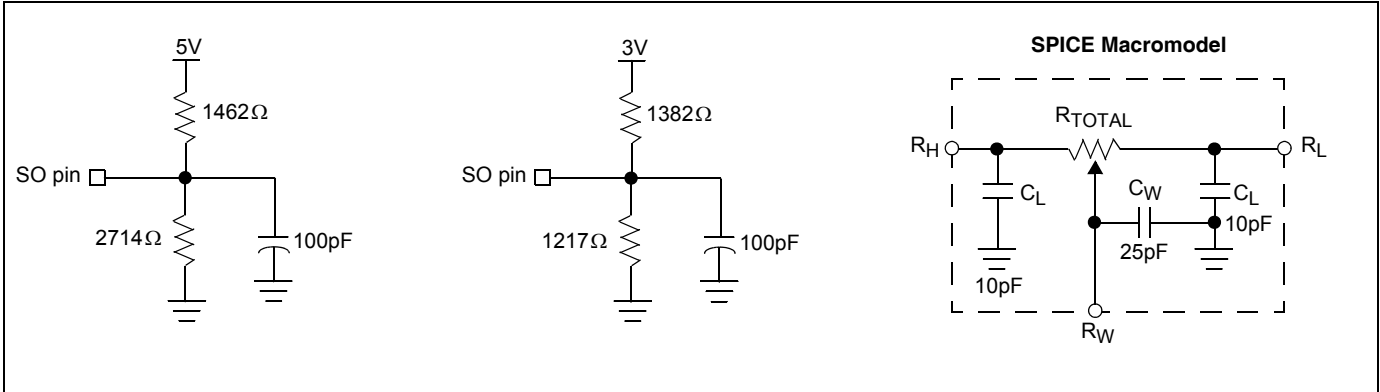 5V
1462Ω
SO pin
2714Ω
100pF
3V
1382Ω
SO pin
1217Ω
100pF
SPICE Macromodel
RTOTAL
RH
RL
CL
CW
CL
10pF
25pF
10pF
RW